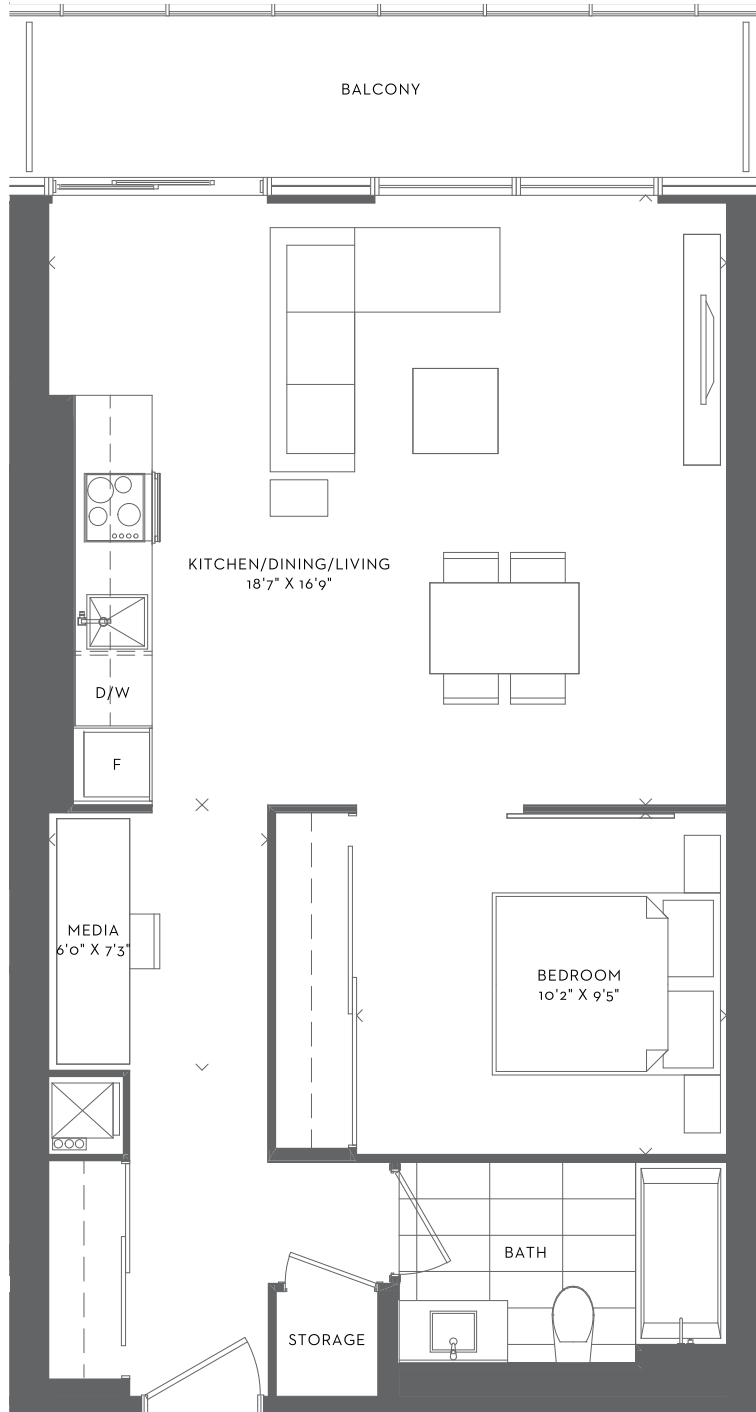 BALCONY
KITCHEN/DINING/LIVING
18'7" X 16'9"
D/W
F
MEDIA
6'0" X 7'3"
BEDROOM
10'2" X 9'5"
BATH
STORAGE